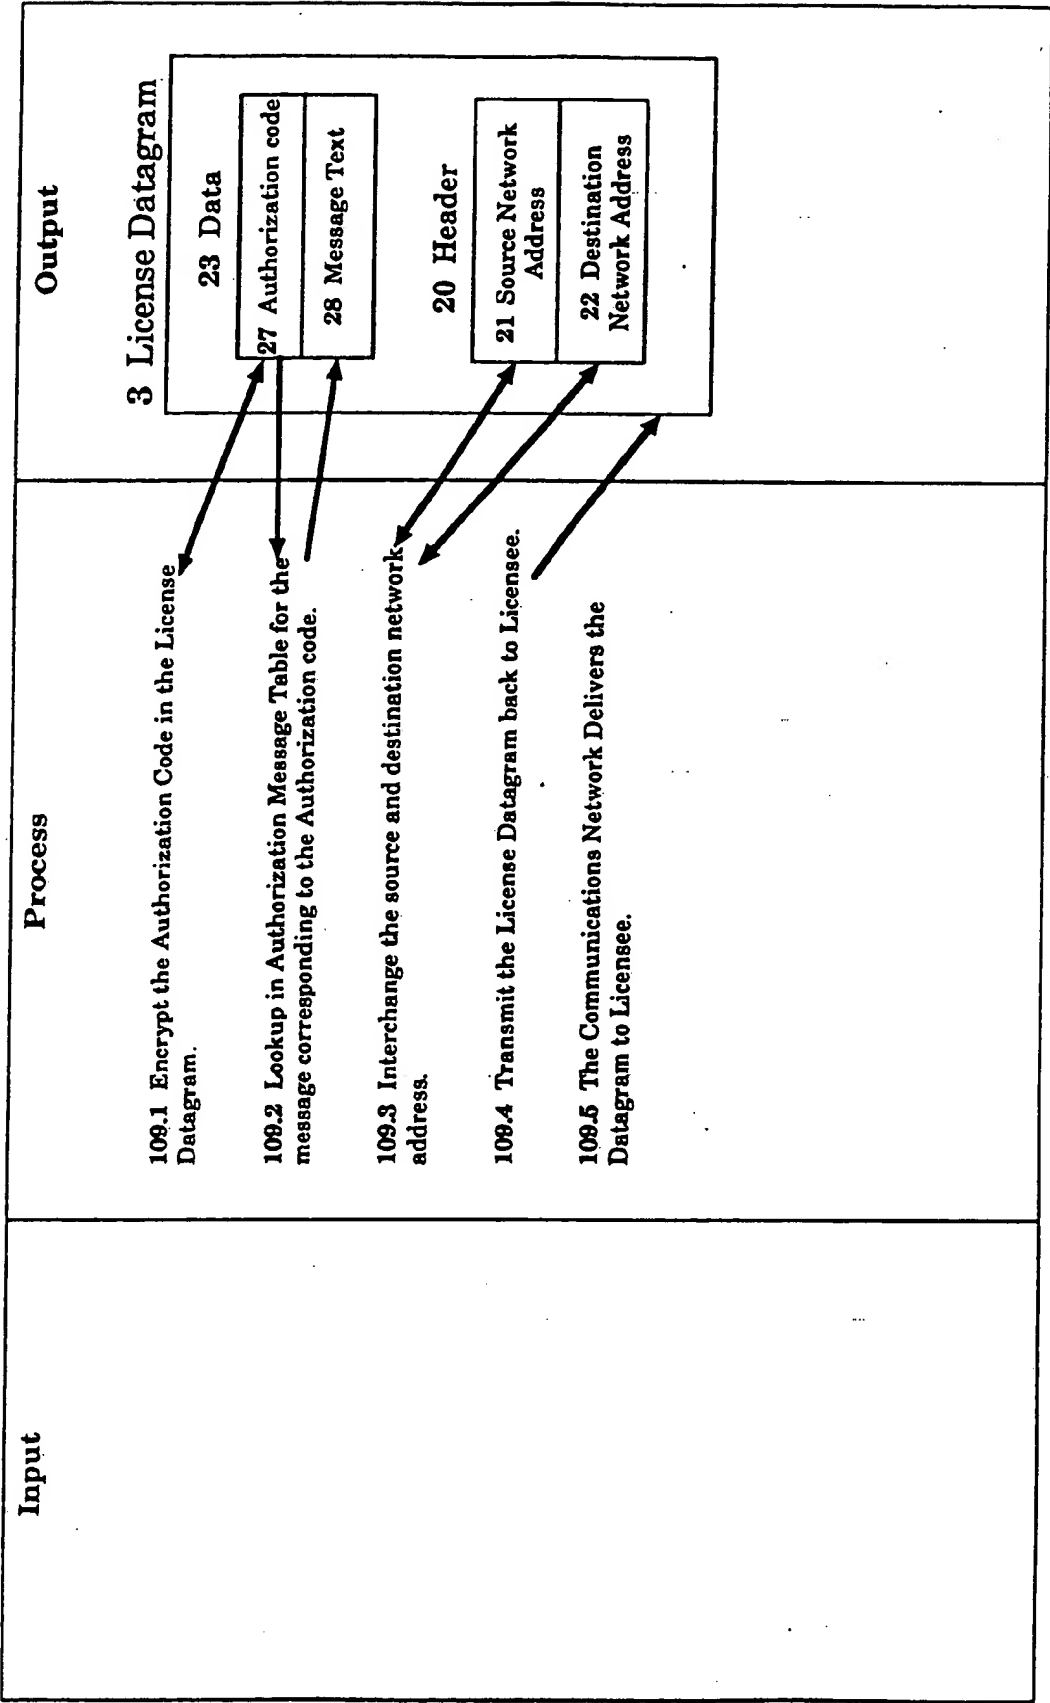 Input
Process
109.1 Encrypt the Authorization Code in the License
Datagram.
109.2 Lookup in Authorization Message Table for the
message corresponding to the Authorization code.
109.3 Interchange the source and destination network
address.
109.4 Transmit the License Datagram back to Licensee.
109.5 The Communications Network Delivers the
Datagram to Licensee.
Output
3 License Datagram
23 Data
27 Authorization code
28 Message Text
20 Header
21 Source Network
Address
22 Destination
Network Address